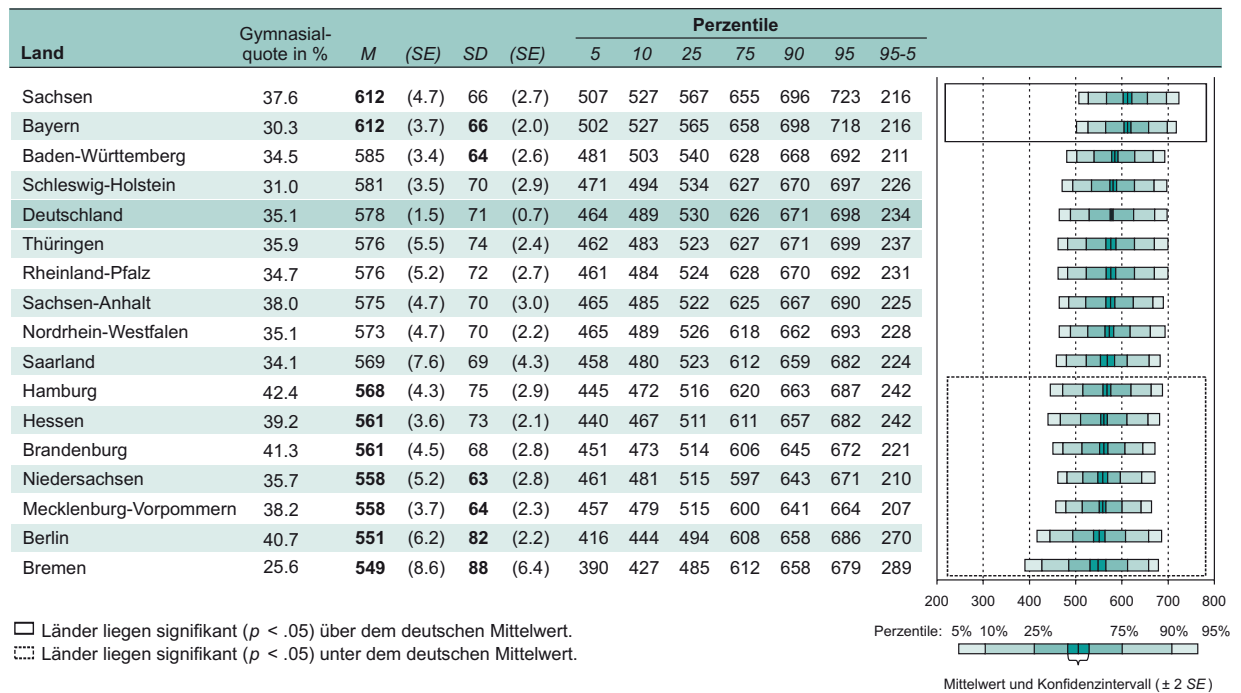 Perzentile
Land Gymnasial-quote in % M (SE) SD (SE) 5 10 25 75 90 95 95-5
Sachsen 37.6 612 (4.7) 66 (2.7) 507 527 567 655 696 723 216
Bayern 30.3 612 (3.7) 66 (2.0) 502 527 565 658 698 718 216
Baden-Württemberg 34.5 585 (3.4) 64 (2.6) 481 503 540 628 668 692 211
Schleswig-Holstein 31.0 581 (3.5) 70 (2.9) 471 494 534 627 670 697 226
Deutschland 35.1 578 (1.5) 71 (0.7) 464 489 530 626 671 698 234
Thüringen 35.9 576 (5.5) 74 (2.4) 462 483 523 627 671 699 237
Rheinland-Pfalz 34.7 576 (5.2) 72 (2.7) 461 484 524 628 670 692 231
Sachsen-Anhalt 38.0 575 (4.7) 70 (3.0) 465 485 522 625 667 690 225
Nordrhein-Westfalen 35.1 573 (4.7) 70 (2.2) 465 489 526 618 662 693 228
Saarland 34.1 569 (7.6) 69 (4.3) 458 480 523 612 659 682 224
Hamburg 42.4 568 (4.3) 75 (2.9) 445 472 516 620 663 687 242
Hessen 39.2 561 (3.6) 73 (2.1) 440 467 511 611 657 682 242
Brandenburg 41.3 561 (4.5) 68 (2.8) 451 473 514 606 645 672 221
Niedersachsen 35.7 558 (5.2) 63 (2.8) 461 481 515 597 643 671 210
Mecklenburg-Vorpommern 38.2 558 (3.7) 64 (2.3) 457 479 515 600 641 664 207
Berlin 40.7 551 (6.2) 82 (2.2) 416 444 494 608 658 686 270
Bremen 25.6 549 (8.6) 88 (6.4) 390 427 485 612 658 679 289
200 300 400 500 600 700 800
Länder liegen signifikant (p < .05) über dem deutschen Mittelwert.
Länder liegen signifikant (p < .05) unter dem deutschen Mittelwert.
Perzentile: 5% 10% 25% 75% 90% 95%
Mittelwert und Konfidenzintervall (± 2 SE)